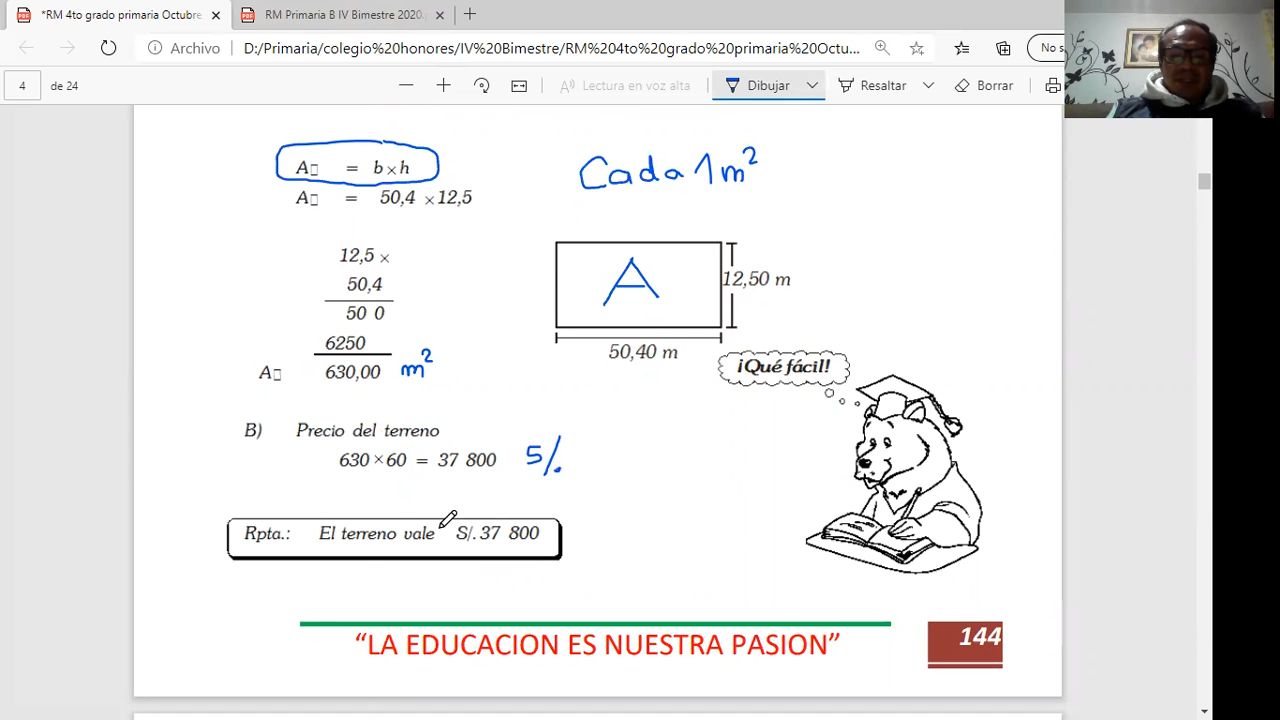 *RM 4to grado primaria Octubre
RM Primaria B IV Bimestre 2020.
Archivo
D:/Primaria/colegio%20honores/IV%20Bimestre/RM%204to%20grado%20primaria%20Octu...
No s
4
de 24
Lectura en voz alta
Dibujar
Resaltar
Borrar
A▯ = b×h
A▯ = 50,4 ×12,5
Cada 1 m²
12,5 ×
50,4
50 0
6250
A▯ 630,00 m²
A
12,50 m
50,40 m
¡Qué fácil!
B) Precio del terreno
630×60 = 37 800 S/.
Rpta.: El terreno vale S/.37 800
“LA EDUCACION ES NUESTRA PASION”
144